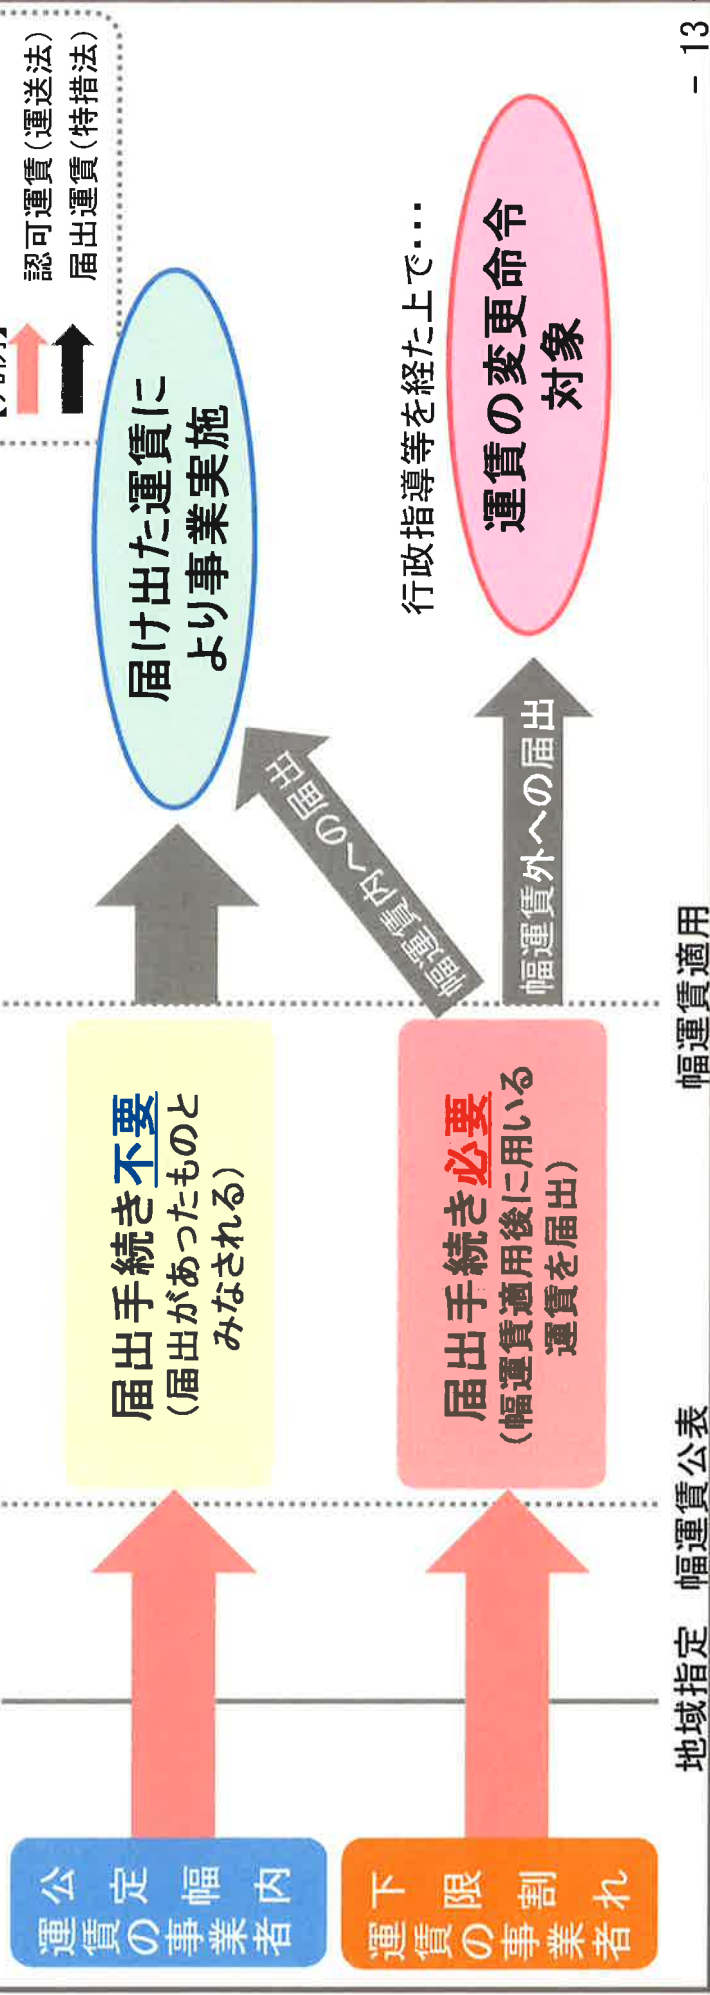 認可運賃(運送法)
届出運賃(特措法)
公定幅内
運賃の事業者
届出手続き不要
(届出があったものと
みなされる)
届け出た運賃に
より事業実施
幅運賃内への届出
下限割れ
運賃の事業者
届出手続き必要
(幅運賃適用後に用いる
運賃を届出)
幅運賃外への届出
行政指導等を経た上で・・・
運賃の変更命令
対象
地域指定 幅運賃公表
幅運賃適用
- 13